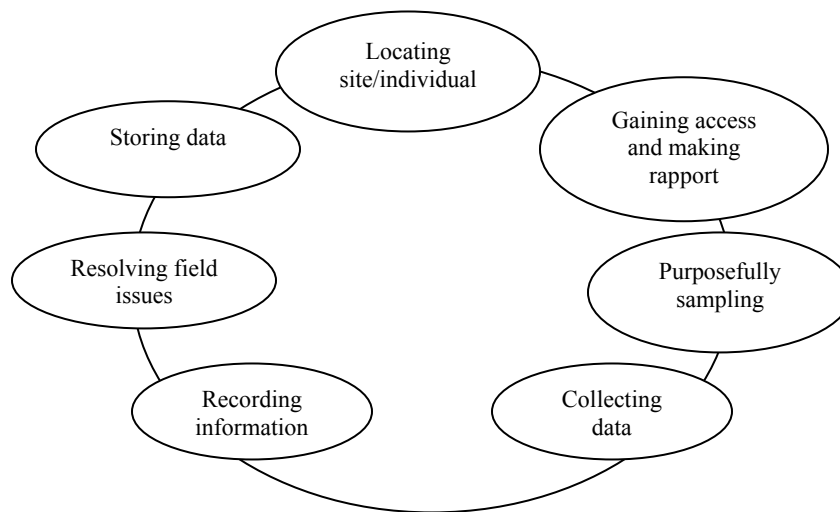 Locating
site/individual
Gaining access
and making
rapport
Purposefully
sampling
Collecting
data
Recording
information
Resolving field
issues
Storing data